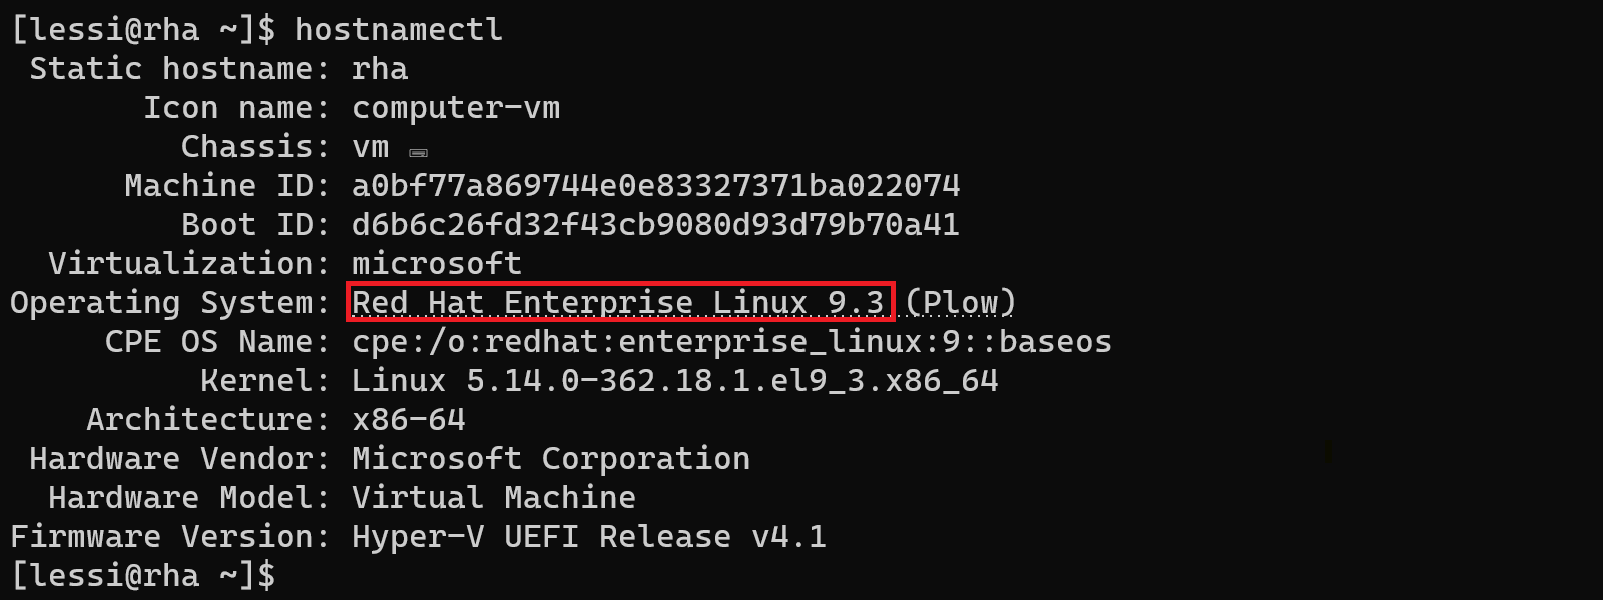 [lessi@rha ~]$ hostnamectl
Static hostname: rha
Icon name: computer-vm
Chassis: vm 🖴
Machine ID: a0bf77a869744e0e83327371ba022074
Boot ID: d6b6c26fd32f43cb9080d93d79b70a41
Virtualization: microsoft
Operating System: Red Hat Enterprise Linux 9.3 (Plow)
CPE OS Name: cpe:/o:redhat:enterprise_linux:9::baseos
Kernel: Linux 5.14.0-362.18.1.el9_3.x86_64
Architecture: x86-64
Hardware Vendor: Microsoft Corporation
Hardware Model: Virtual Machine
Firmware Version: Hyper-V UEFI Release v4.1
[lessi@rha ~]$